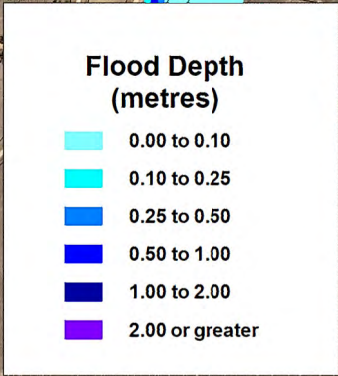 Flood Depth
(metres)
0.00 to 0.10
0.10 to 0.25
0.25 to 0.50
0.50 to 1.00
1.00 to 2.00
2.00 or greater